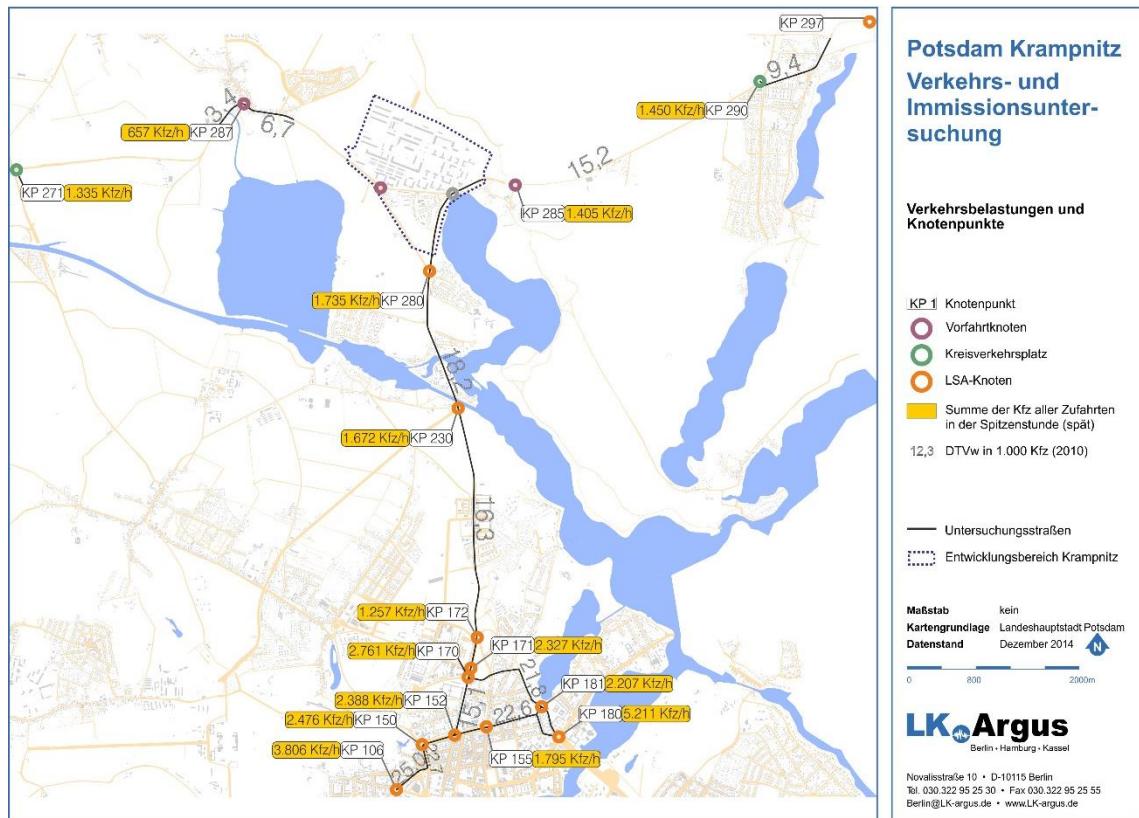 KP 297
9,4
1.450 Kfz/h KP 290
3,4
6,7
657 Kfz/h KP 287
15,2
KP 271 1.335 Kfz/h
KP 285 1.405 Kfz/h
1.735 Kfz/h KP 280
18,2
1.672 Kfz/h KP 230
16,3
1.257 Kfz/h KP 172
KP 171 2.327 Kfz/h
2.761 Kfz/h KP 170
21,8
KP 181 2.207 Kfz/h
2.388 Kfz/h KP 152
22,6
2.476 Kfz/h KP 150
KP 180 5.211 Kfz/h
3.806 Kfz/h KP 106
KP 155 1.795 Kfz/h
25,0
Potsdam Krampnitz
Verkehrs- und
Immissionsunter-
suchung
Verkehrsbelastungen und
Knotenpunkte
KP 1 Knotenpunkt
Vorfahrtknoten
Kreisverkehrsplatz
LSA-Knoten
Summe der Kfz aller Zufahrten
in der Spitzenstunde (spät)
12,3 DTVw in 1.000 Kfz (2010)
Untersuchungsstraßen
Entwicklungsbereich Krampnitz
Maßstab kein
Kartengrundlage Landeshauptstadt Potsdam
Datenstand Dezember 2014
N
0 800 2000m
LK Argus
Berlin • Hamburg • Kassel
Novalisstraße 10 • D-10115 Berlin
Tel. 030.322 95 25 30 • Fax 030.322 95 25 55
Berlin@LK-argus.de • www.LK-argus.de